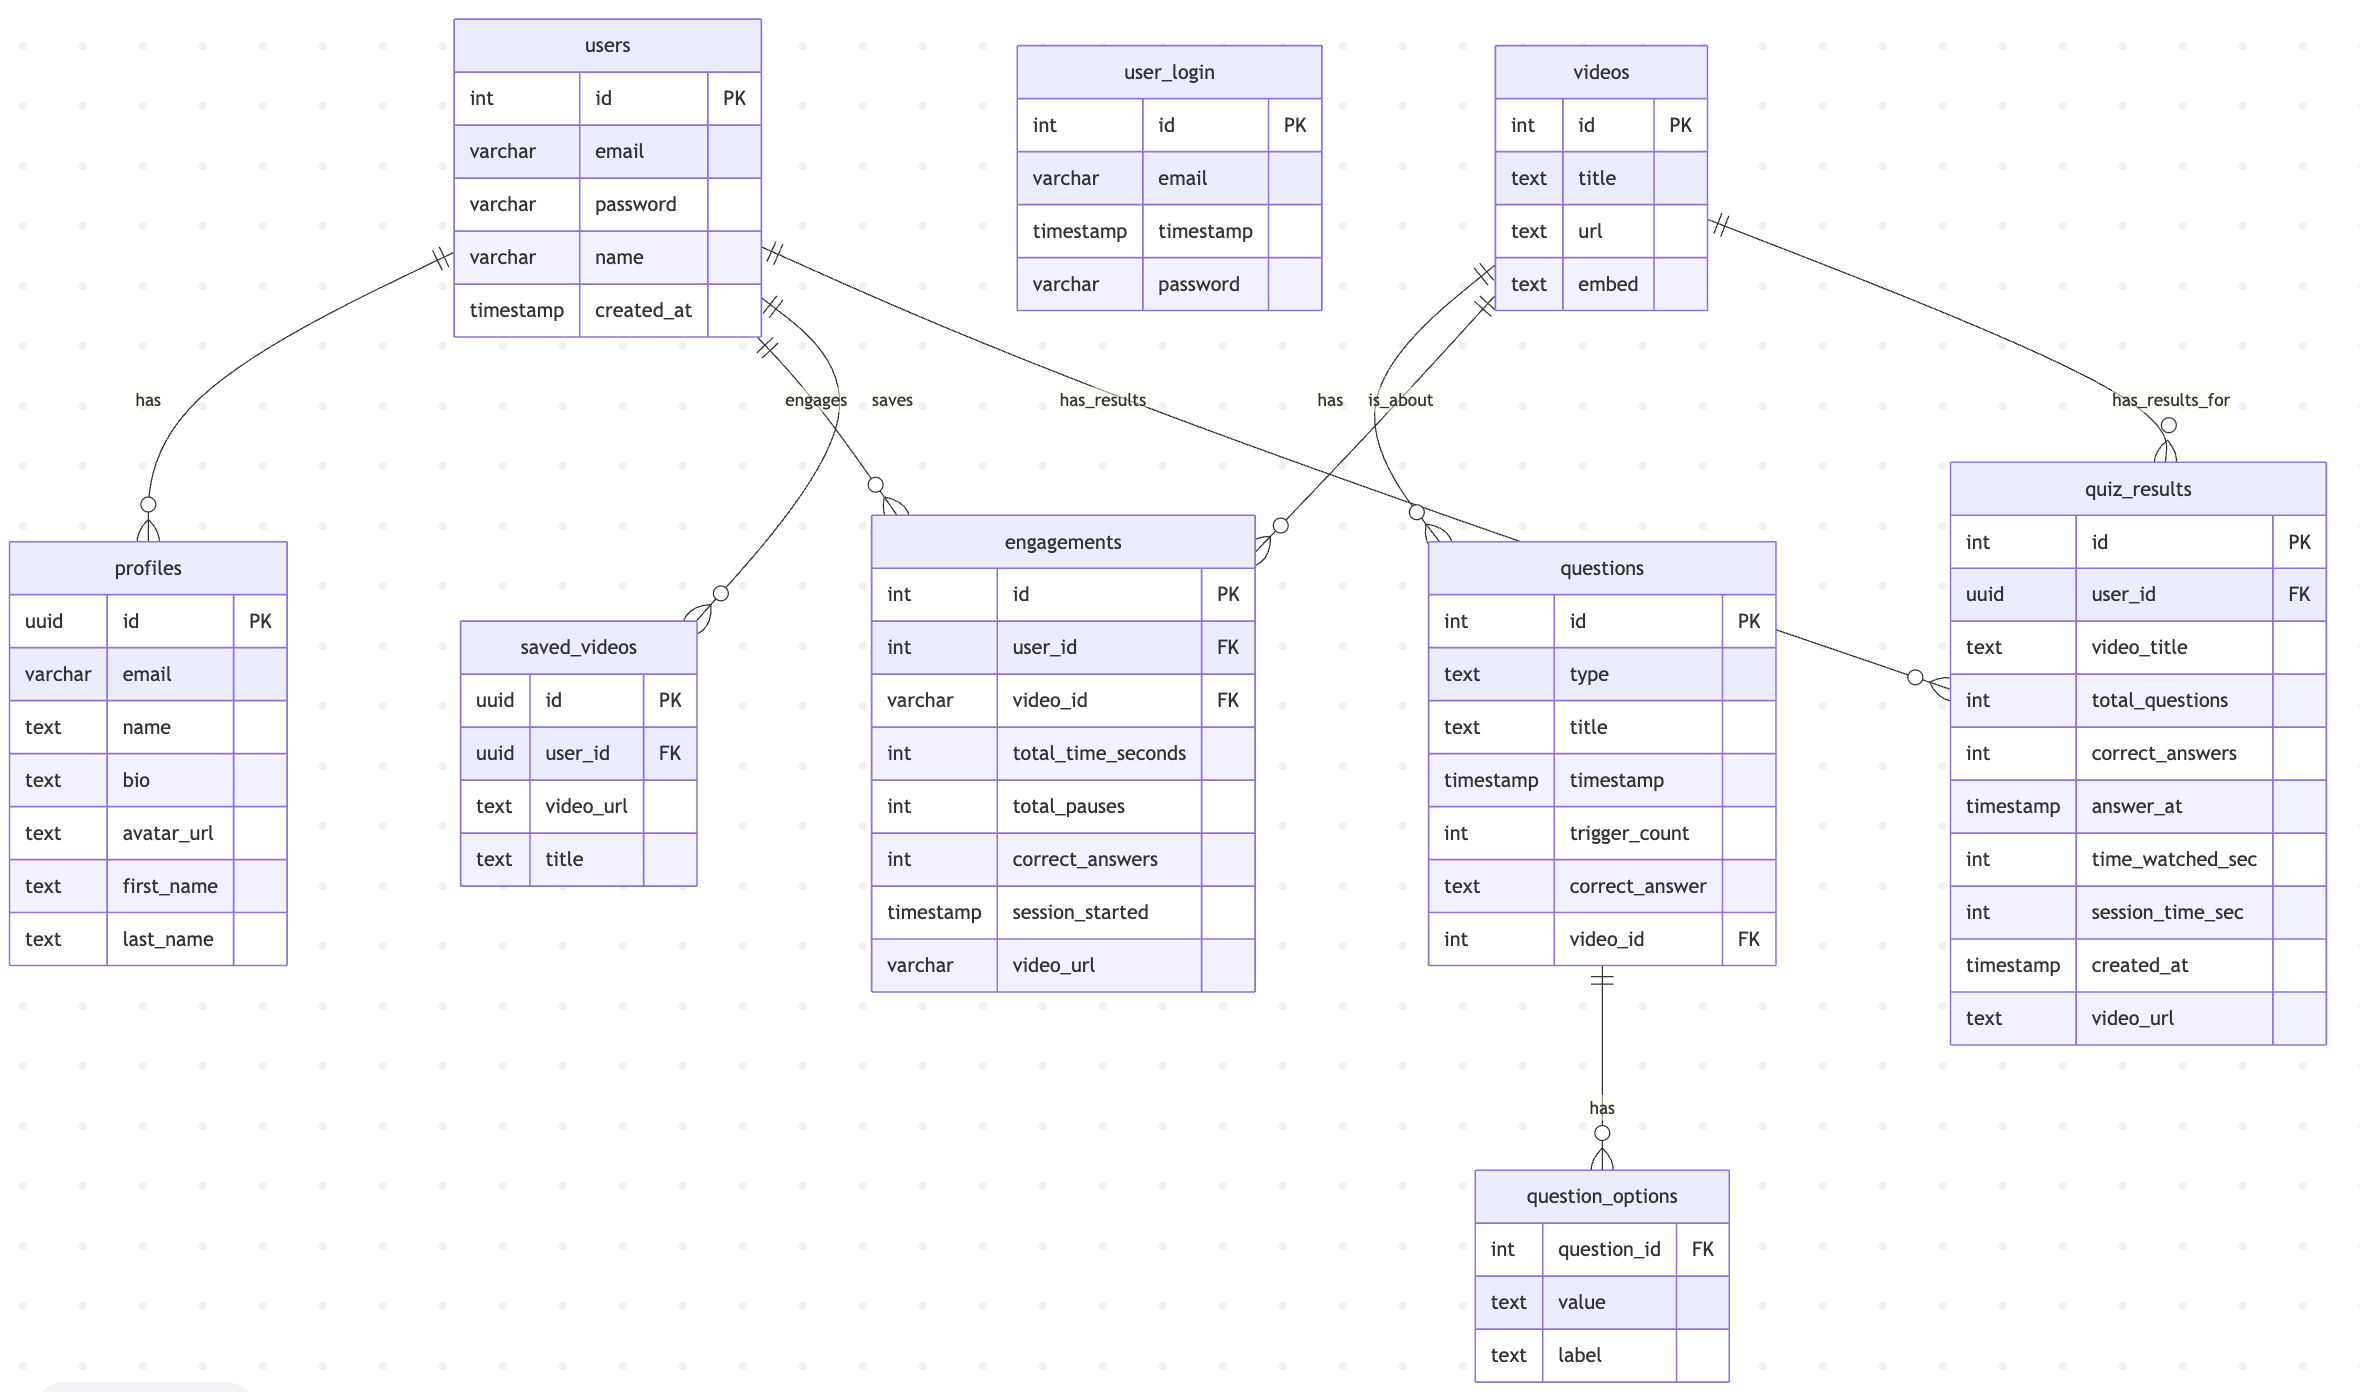 users
int id PK
varchar email
varchar password
varchar name
timestamp created_at
user_login
int id PK
varchar email
timestamp timestamp
varchar password
videos
int id PK
text title
text url
text embed
has
engages
saves
has_results
has
is_about
has_results_for
profiles
uuid id PK
varchar email
text name
text bio
text avatar_url
text first_name
text last_name
saved_videos
uuid id PK
uuid user_id FK
text video_url
text title
engagements
int id PK
int user_id FK
varchar video_id FK
int total_time_seconds
int total_pauses
int correct_answers
timestamp session_started
varchar video_url
questions
int id PK
text type
text title
timestamp timestamp
int trigger_count
text correct_answer
int video_id FK
quiz_results
int id PK
uuid user_id FK
text video_title
int total_questions
int correct_answers
timestamp answer_at
int time_watched_sec
int session_time_sec
timestamp created_at
text video_url
has
question_options
int question_id FK
text value
text label